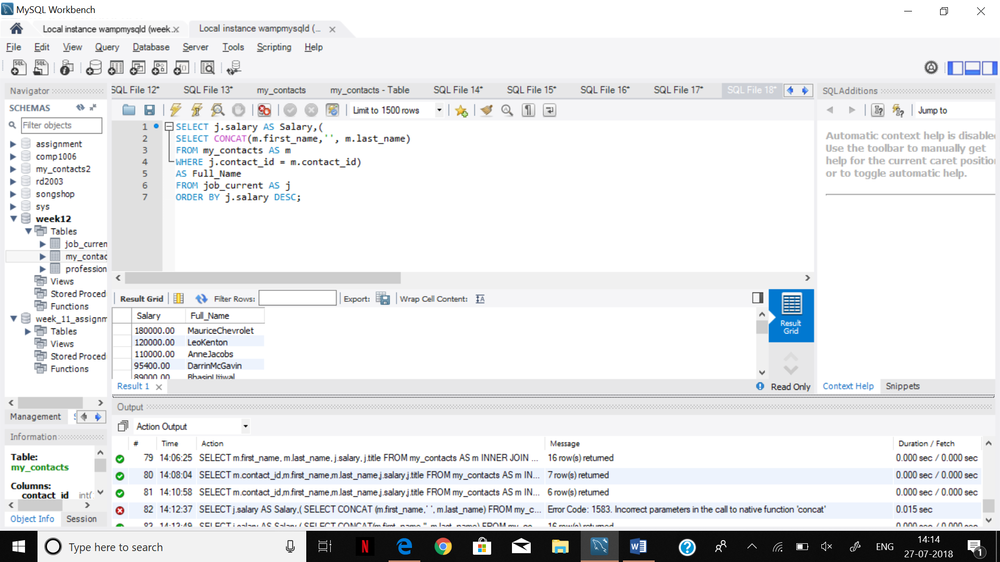 MySQL Workbench
Local instance wampmysqld (week... x
Local instance wampmysqld (... x
File Edit View Query Database Server Tools Scripting Help
Navigator
SCHEMAS
Filter objects
assignment
comp1006
my_contacts2
rd2003
songshop
sys
week12
Tables
job_curren
my_contac
profession
Views
Stored Proced
Functions
week_11_assignm
Tables
Views
Stored Proced
Functions
Management
Information
Table:
my_contacts
Columns:
contact_id int(
Object Info Session
SQL File 12* SQL File 13* my_contacts my_contacts - Table SQL File 14* SQL File 15* SQL File 16* SQL File 17* SQL File 18*
Limit to 1500 rows
1 SELECT j.salary AS Salary,(
2 SELECT CONCAT(m.first_name,'', m.last_name)
3 FROM my_contacts AS m
4 WHERE j.contact_id = m.contact_id)
5 AS Full_Name
6 FROM job_current AS j
7 ORDER BY j.salary DESC;
Result Grid Filter Rows: Export: Wrap Cell Content:
Salary Full_Name
180000.00 MauriceChevrolet
120000.00 LeoKenton
110000.00 AnneJacobs
95400.00 DarrinMcGavin
89000.00 BhasinUjjwal
Result Grid
Result 1 x
Read Only
SQLAdditions
Jump to
Automatic context help is disable
Use the toolbar to manually get
help for the current caret positio
or to toggle automatic help.
Context Help Snippets
Output
Action Output
# Time Action Message Duration / Fetch
79 14:06:25 SELECT m.first_name, m.last_name, j.salary, j.title FROM my_contacts AS m INNER JOIN ... 16 row(s) returned 0.000 sec / 0.000 sec
80 14:08:04 SELECT m.contact_id,m.first_name,m.last_name,j.salary,j.title FROM my_contacts AS m IN... 7 row(s) returned 0.000 sec / 0.000 sec
81 14:10:58 SELECT m.contact_id,m.first_name,m.last_name,j.salary,j.title FROM my_contacts AS m IN... 6 row(s) returned 0.000 sec / 0.000 sec
82 14:12:37 SELECT j.salary AS Salary,( SELECT CONCAT (m.first_name,' ', m.last_name) FROM my_c... Error Code: 1583. Incorrect parameters in the call to native function 'concat' 0.015 sec
83 14:13:49 SELECT j.salary AS Salary,( SELECT CONCAT(m.first_name,'', m.last_name) FROM my_co... 16 row(s) returned 0.000 sec / 0.000 sec
Type here to search
ENG
14:14
27-07-2018
1